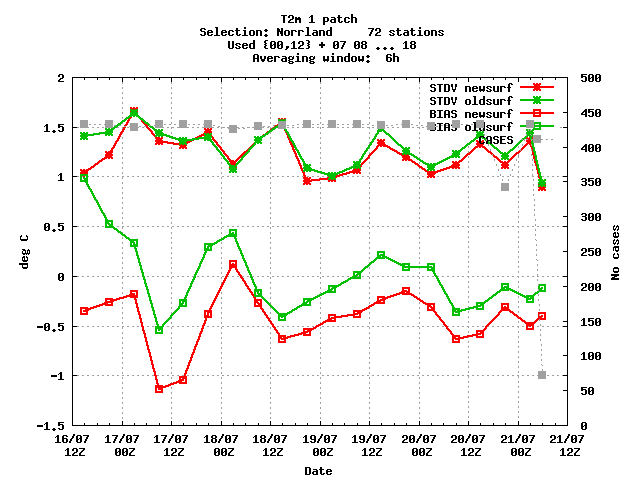 T2m 1 patch
Selection: Norrland 72 stations
Used {00,12} + 07 08 ... 18
Averaging window: 6h
STDV newsurf
STDV oldsurf
BIAS newsurf
BIAS oldsurf
CASES
2
1.5
1
0.5
0
-0.5
-1
-1.5
deg C
500
450
400
350
300
250
200
150
100
50
0
No cases
16/07 17/07 17/07 18/07 18/07 19/07 19/07 20/07 20/07 21/07 21/07
12Z 00Z 12Z 00Z 12Z 00Z 12Z 00Z 12Z 00Z 12Z
Date